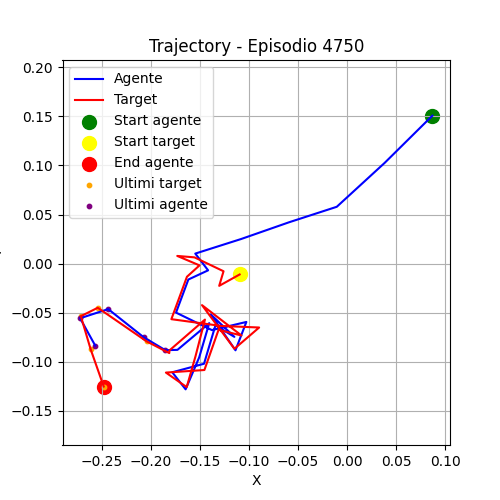 Trajectory - Episodio 4750
Agente
Target
Start agente
Start target
End agente
Ultimi target
Ultimi agente
0.20
0.15
0.10
0.05
0.00
−0.05
−0.10
−0.15
−0.25 −0.20 −0.15 −0.10 −0.05 0.00 0.05 0.10
X